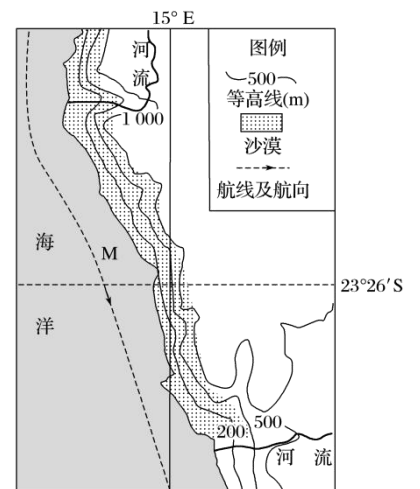 15° E
河
流
图例
500
等高线(m)
沙漠
航线及航向
1 000
海
M
23°26′S
洋
200
500
河 流